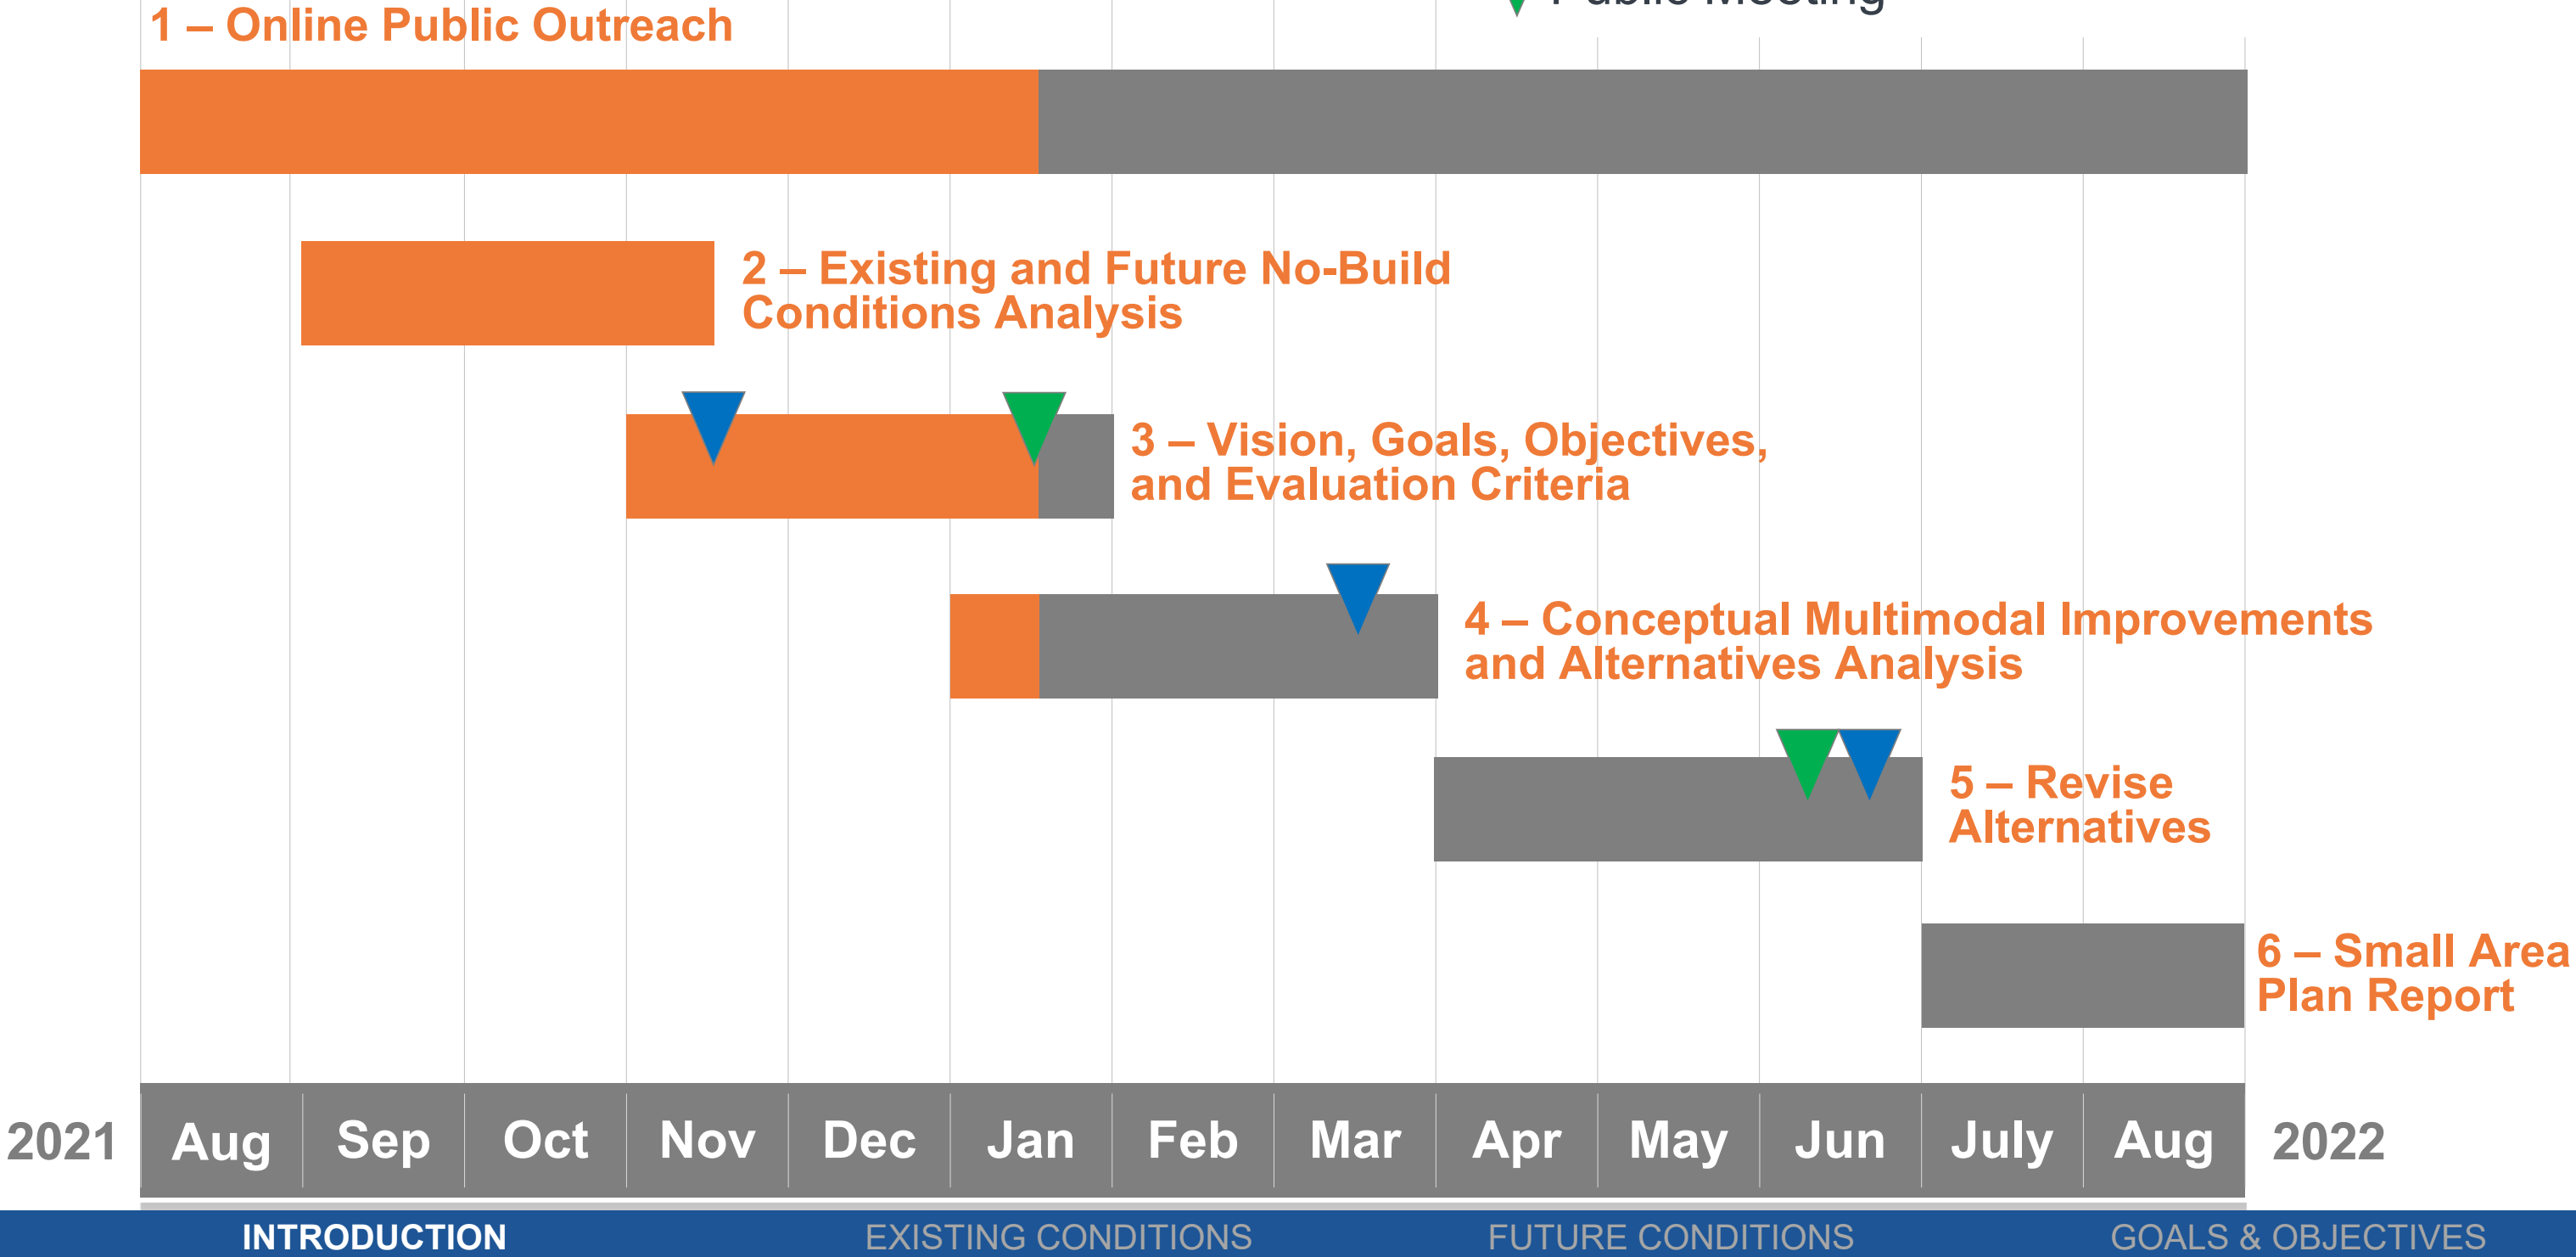 Public Meeting
1 – Online Public Outreach
2 – Existing and Future No-Build
Conditions Analysis
3 – Vision, Goals, Objectives,
and Evaluation Criteria
4 – Conceptual Multimodal Improvements
and Alternatives Analysis
5 – Revise
Alternatives
6 – Small Area
Plan Report
2021 Aug Sep Oct Nov Dec Jan Feb Mar Apr May Jun July Aug 2022
INTRODUCTION EXISTING CONDITIONS FUTURE CONDITIONS GOALS & OBJECTIVES